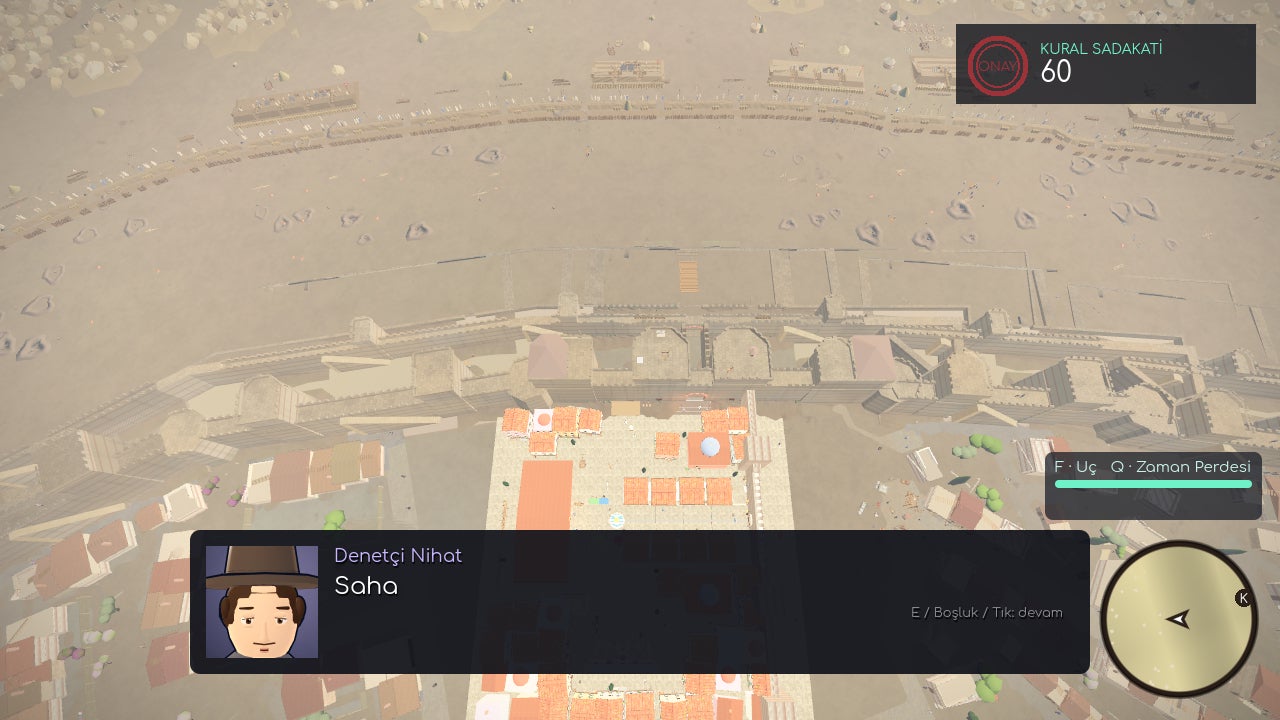 ONAY
KURAL SADAKATİ
60
F · Uç Q · Zaman Perdesi
Denetçi Nihat
Saha
E / Boşluk / Tık: devam
K